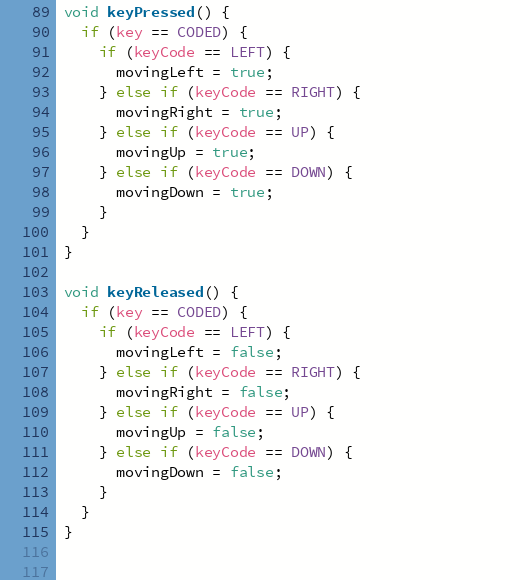 89 void keyPressed() {
90   if (key == CODED) {
91     if (keyCode == LEFT) {
92       movingLeft = true;
93     } else if (keyCode == RIGHT) {
94       movingRight = true;
95     } else if (keyCode == UP) {
96       movingUp = true;
97     } else if (keyCode == DOWN) {
98       movingDown = true;
99     }
100   }
101 }
102
103 void keyReleased() {
104   if (key == CODED) {
105     if (keyCode == LEFT) {
106       movingLeft = false;
107     } else if (keyCode == RIGHT) {
108       movingRight = false;
109     } else if (keyCode == UP) {
110       movingUp = false;
111     } else if (keyCode == DOWN) {
112       movingDown = false;
113     }
114   }
115 }
116
117